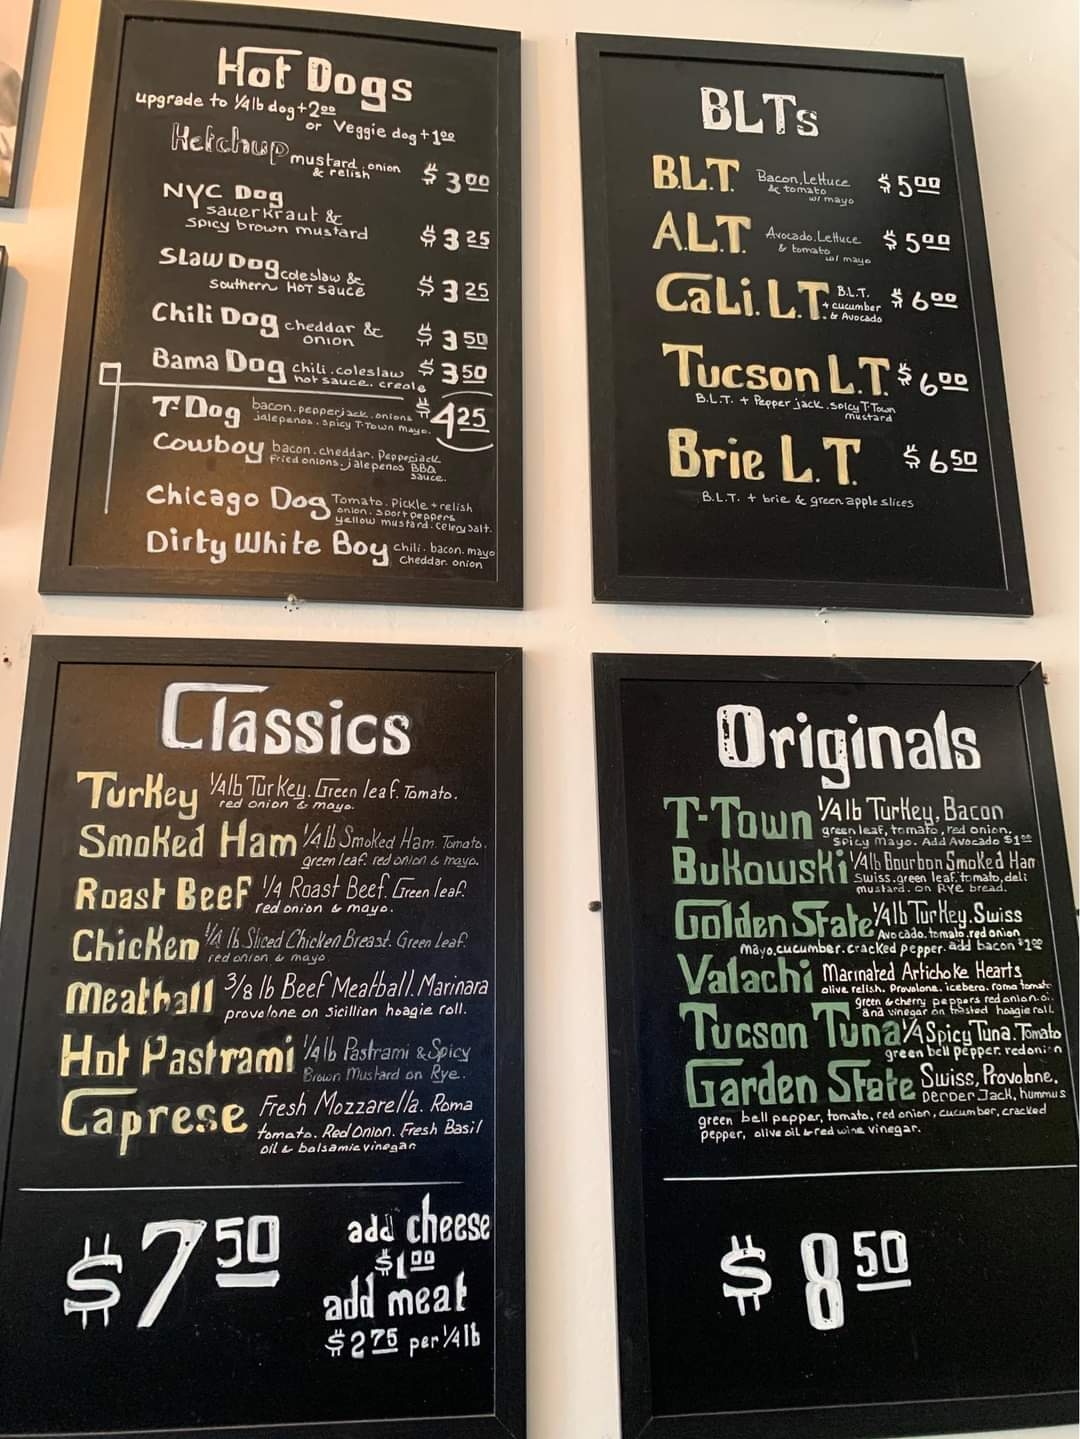 Hot Dogs
upgrade to 1/4lb dog +2.00
or Veggie dog +1.00
Ketchup mustard.onion $3.00
& relish
NYC Dog
sauerkraut &
spicy brown mustard $3.25
Slaw Dog coleslaw & $3.25
southern HOT sauce
Chili Dog cheddar & $3.50
onion
Bama Dog chili.coleslaw $3.50
hot sauce. creole
T-Dog bacon.pepperjack.onions $4.25
jalepenos.spicy T-Town mayo.
Cowboy bacon.cheddar.Pepperjack
fried onions.jalepenos BBQ
sauce.
Chicago Dog Tomato.Pickle+relish
onion.sport peppers
yellow mustard.Celery salt.
Dirty White Boy chili.bacon.mayo
cheddar.onion
BLTs
B.L.T. Bacon,Lettuce $5.00
& tomato
w/ mayo
A.L.T. Avocado.Lettuce $5.00
& tomato
w/ mayo
Cali.L.T. B.L.T. $6.00
+ cucumber
& Avocado
Tucson L.T. $6.00
B.L.T. + Pepper jack.spicy T-Town
mustard
Brie L.T. $6.50
B.L.T. + brie & green apple slices
Classics
Turkey 1/4lb Turkey. Green leaf. Tomato.
red onion & mayo.
Smoked Ham 1/4lb Smoked Ham. Tomato.
green leaf. red onion & mayo.
Roast Beef 1/4 Roast Beef. Green leaf.
red onion & mayo.
Chicken 1/4 lb Sliced Chicken Breast. Green Leaf.
red onion & mayo
Meatball 3/8 lb Beef Meatball. Marinara
provolone on sicillian hoagie roll.
Hot Pastrami 1/4lb Pastrami & Spicy
Brown Mustard on Rye.
Caprese Fresh Mozzarella. Roma
tomato. Red Onion. Fresh Basil
oil & balsamic vinegar
$7.50
add cheese
$1.00
add meat
$2.75 per 1/4 lb
Originals
T-Town 1/4lb Turkey, Bacon
green leaf, tomato, red onion.
Spicy Mayo. Add Avocado $1.00
Bukowski 1/4lb Bourbon Smoked Ham
Swiss.green leaf.tomato,deli
mustard. on Rye bread.
Golden State 1/4lb Turkey.Swiss
Avocado.tomato.red onion
mayo.cucumber.cracked pepper. add bacon $1.00
Valachi Marinated Artichoke Hearts
olive relish. Provolone. iceberg. roma tomato
green & cherry peppers red onion.oil
and vinegar on toasted hoagie roll.
Tucson Tuna 1/4 Spicy Tuna.Tomato
green bell pepper. red onion
Garden State Swiss, Provolone,
pepper Jack, hummus
green bell pepper, tomato, red onion, cucumber, cracked
pepper, olive oil & red wine vinegar.
$8.50